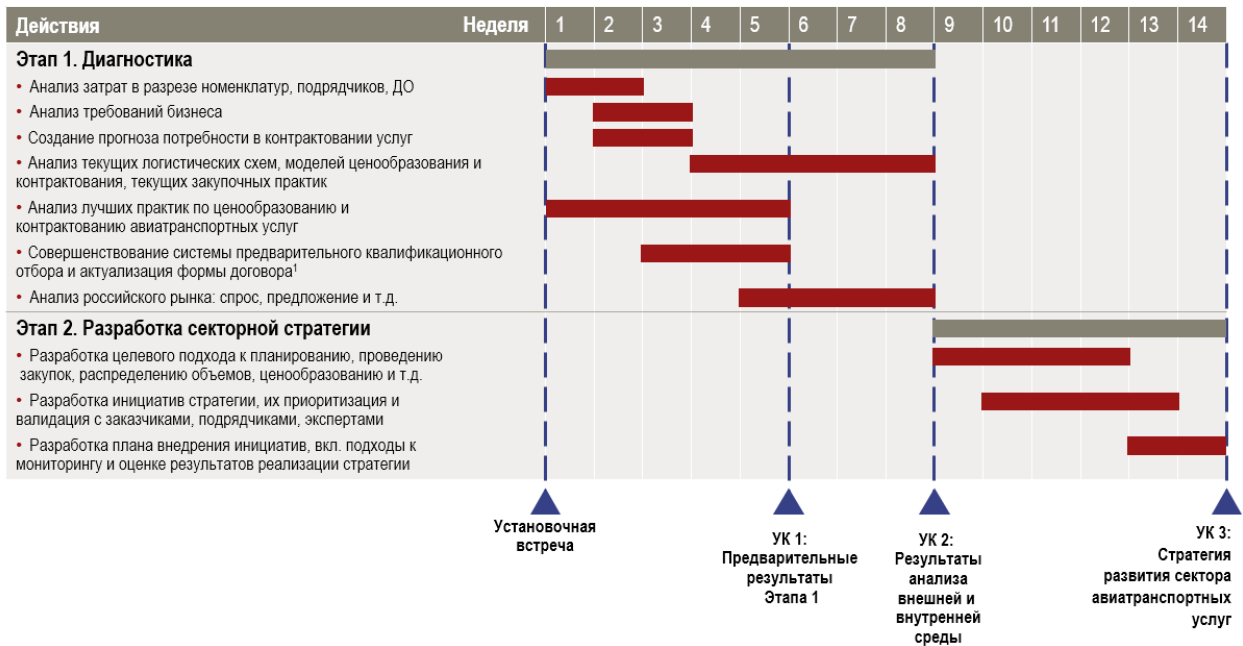 Действия Неделя 1 2 3 4 5 6 7 8 9 10 11 12 13 14
Этап 1. Диагностика
• Анализ затрат в разрезе номенклатур, подрядчиков, ДО
• Анализ требований бизнеса
• Создание прогноза потребности в контрактовании услуг
• Анализ текущих логистических схем, моделей ценообразования и
контрактования, текущих закупочных практик
• Анализ лучших практик по ценообразованию и
контрактованию авиатранспортных услуг
• Совершенствование системы предварительного квалификационного
отбора и актуализация формы договора¹
• Анализ российского рынка: спрос, предложение и т.д.
Этап 2. Разработка секторной стратегии
• Разработка целевого подхода к планированию, проведению
закупок, распределению объемов, ценообразованию и т.д.
• Разработка инициатив стратегии, их приоритизация и
валидация с заказчиками, подрядчиками, экспертами
• Разработка плана внедрения инициатив, вкл. подходы к
мониторингу и оценке результатов реализации стратегии
Установочная
встреча
УК 1:
Предварительные
результаты
Этапа 1
УК 2:
Результаты
анализа
внешней и
внутренней
среды
УК 3:
Стратегия
развития сектора
авиатранспортных
услуг